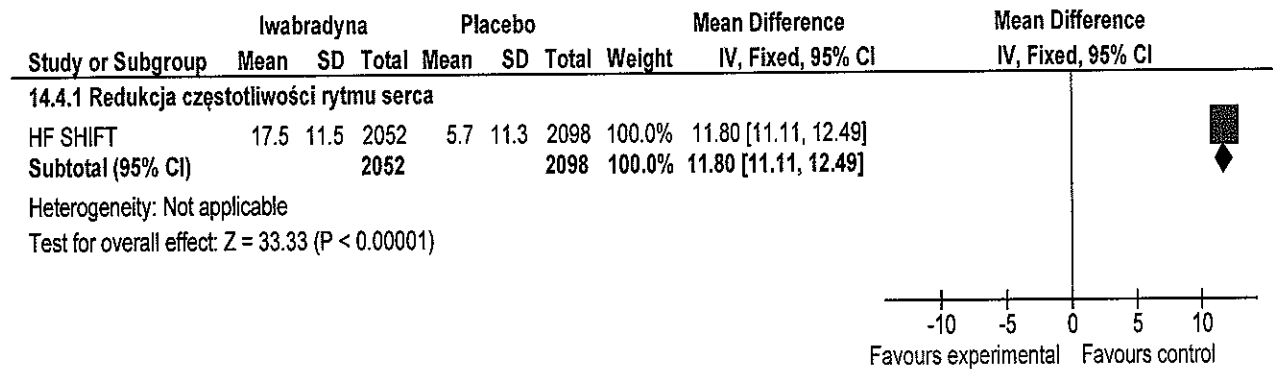 Iwabradyna Placebo Mean Difference Mean Difference
Study or Subgroup Mean SD Total Mean SD Total Weight IV, Fixed, 95% CI IV, Fixed, 95% CI
14.4.1 Redukcja częstotliwości rytmu serca
HF SHIFT 17.5 11.5 2052 5.7 11.3 2098 100.0% 11.80 [11.11, 12.49]
Subtotal (95% CI) 2052 2098 100.0% 11.80 [11.11, 12.49]
Heterogeneity: Not applicable
Test for overall effect: Z = 33.33 (P < 0.00001)
-10 -5 0 5 10
Favours experimental Favours control